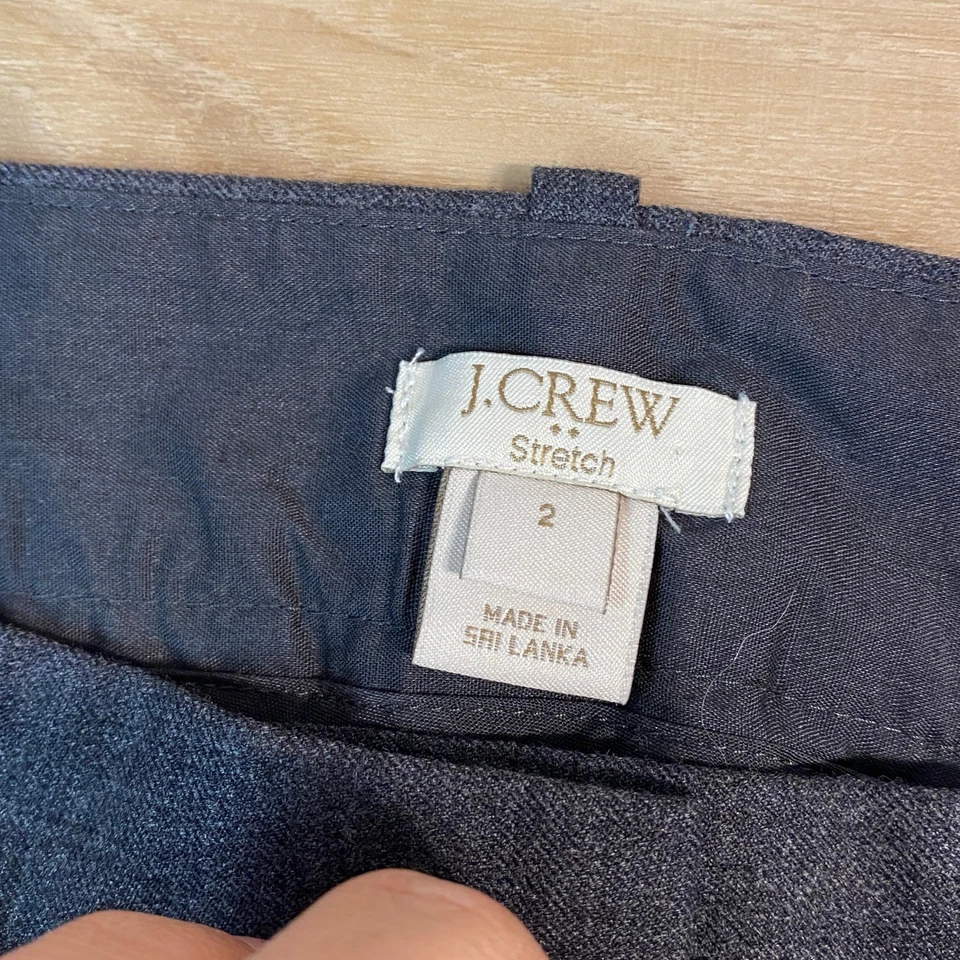 J.CREW
Stretch
2
MADE IN
SRI LANKA